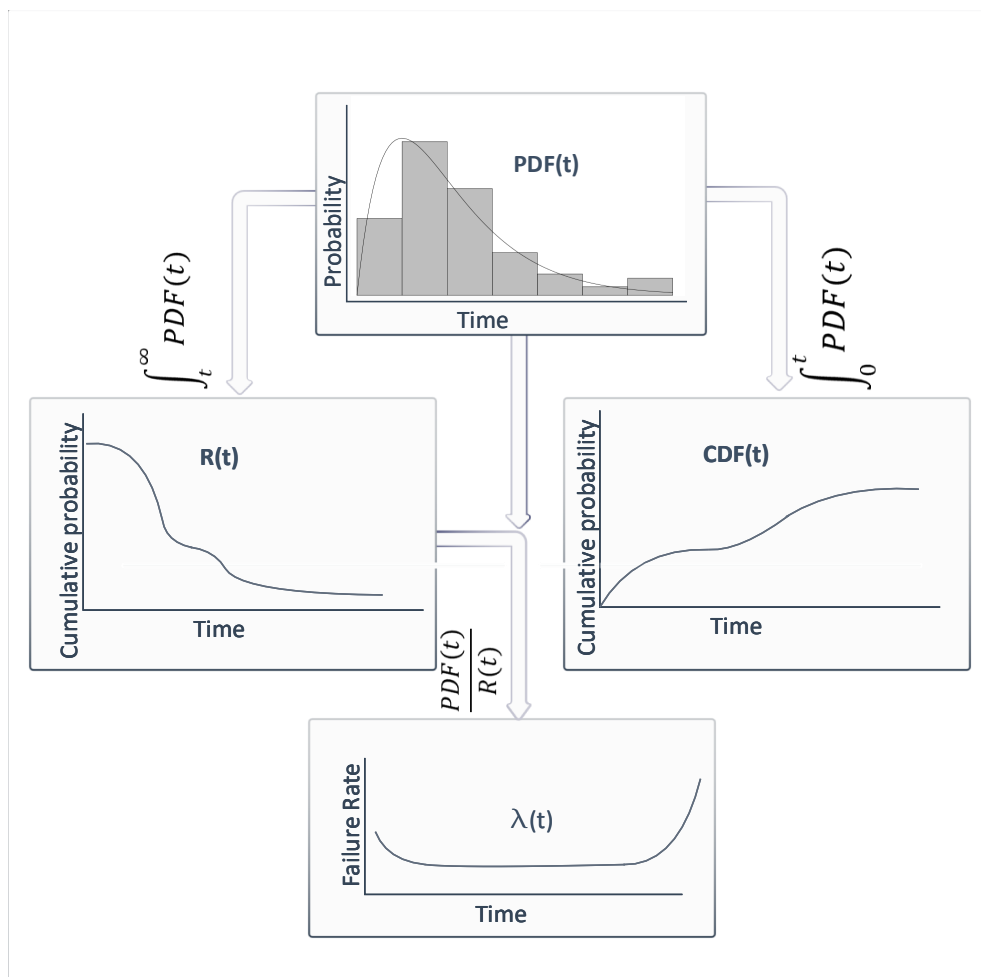 PDF(t)
Probability
Time
∫_t^∞ PDF(t)
∫_0^t PDF(t)
R(t)
Cumulative probability
Time
CDF(t)
Cumulative probability
Time
PDF(t)
R(t)
λ(t)
Failure Rate
Time